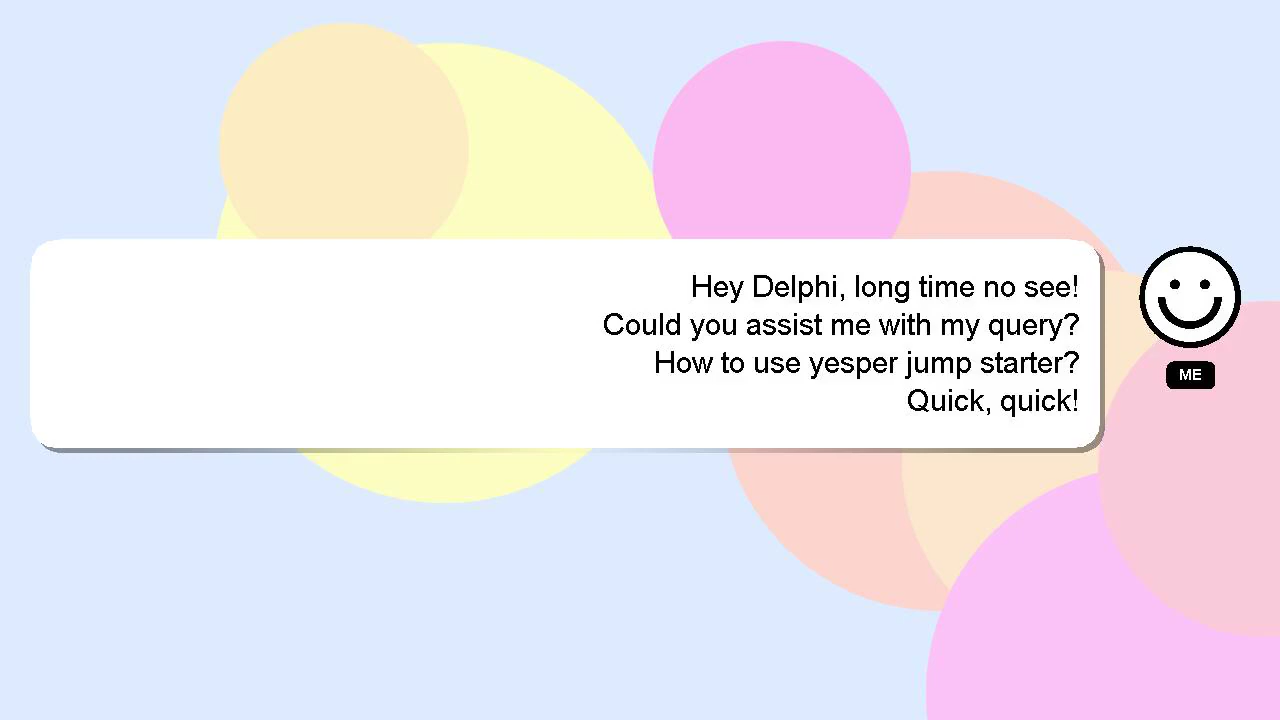 Hey Delphi, long time no see!
Could you assist me with my query?
How to use yesper jump starter?
Quick, quick!
ME